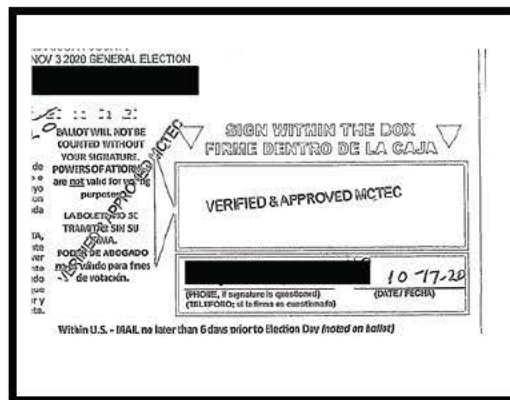 NOV 3 2020 GENERAL ELECTION
BALLOT WILL NOT BE
COUNTED WITHOUT
YOUR SIGNATURE.
POWERS OF ATTORNEY
are not valid for voting
purposes.
LA BOLETA NO SE
TRAMITA SIN SU
FIRMA.
PODER DE ABOGADO
no es válido para fines
de votación.
VERIFIED & APPROVED MCTEC
SIGN WITHIN THE BOX
FIRME DENTRO DE LA CAJA
VERIFIED & APPROVED MCTEC
10-17-20
(PHONE, if signature is questioned)
(DATE / FECHA)
(TELÉFONO; si la firma es cuestionada)
Within U.S. - MAIL no later than 6 days prior to Election Day (noted on ballot)